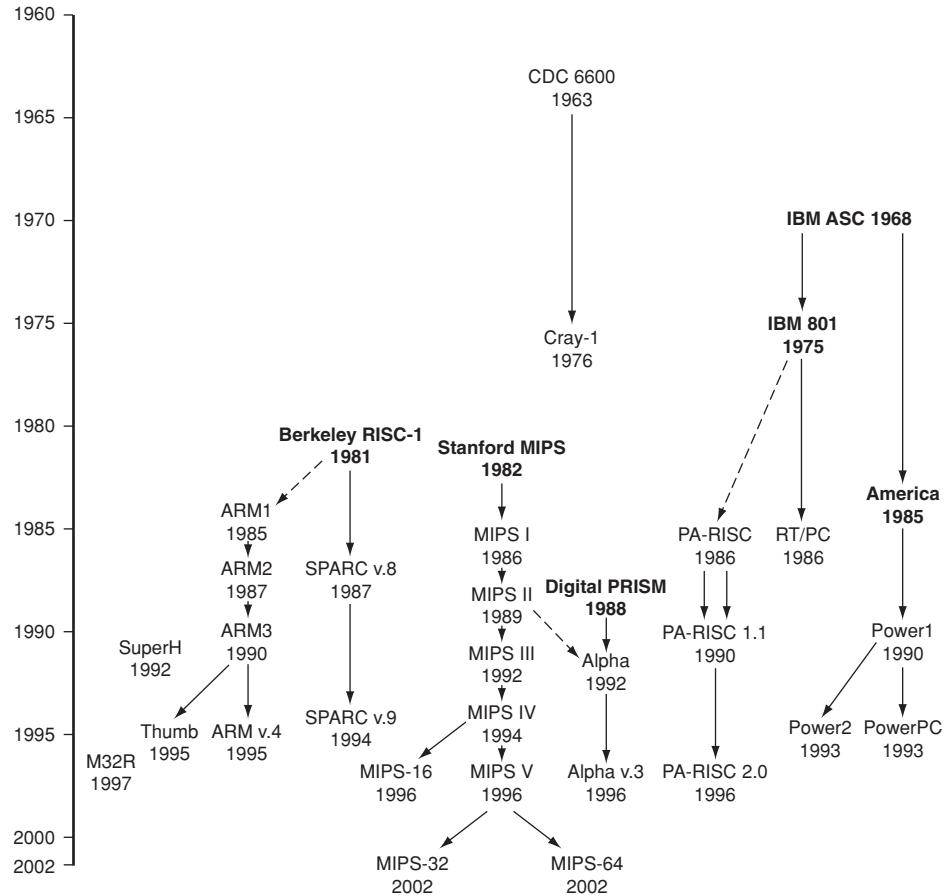 1960
CDC 6600
1963
1965
1970
IBM ASC 1968
1975
IBM 801
1975
Cray-1
1976
1980
Berkeley RISC-1
1981
Stanford MIPS
1982
America
1985
ARM1
1985
1985
MIPS I
1986
PA-RISC
1986
RT/PC
1986
ARM2
1987
SPARC v.8
1987
MIPS II
1989
Digital PRISM
1988
1990
ARM3
1990
PA-RISC 1.1
1990
Power1
1990
SuperH
1992
MIPS III
1992
Alpha
1992
Thumb
1995
ARM v.4
1995
SPARC v.9
1994
MIPS IV
1994
Power2
1993
PowerPC
1993
1995
M32R
1997
MIPS-16
1996
MIPS V
1996
Alpha v.3
1996
PA-RISC 2.0
1996
2000
2002
MIPS-32
2002
MIPS-64
2002